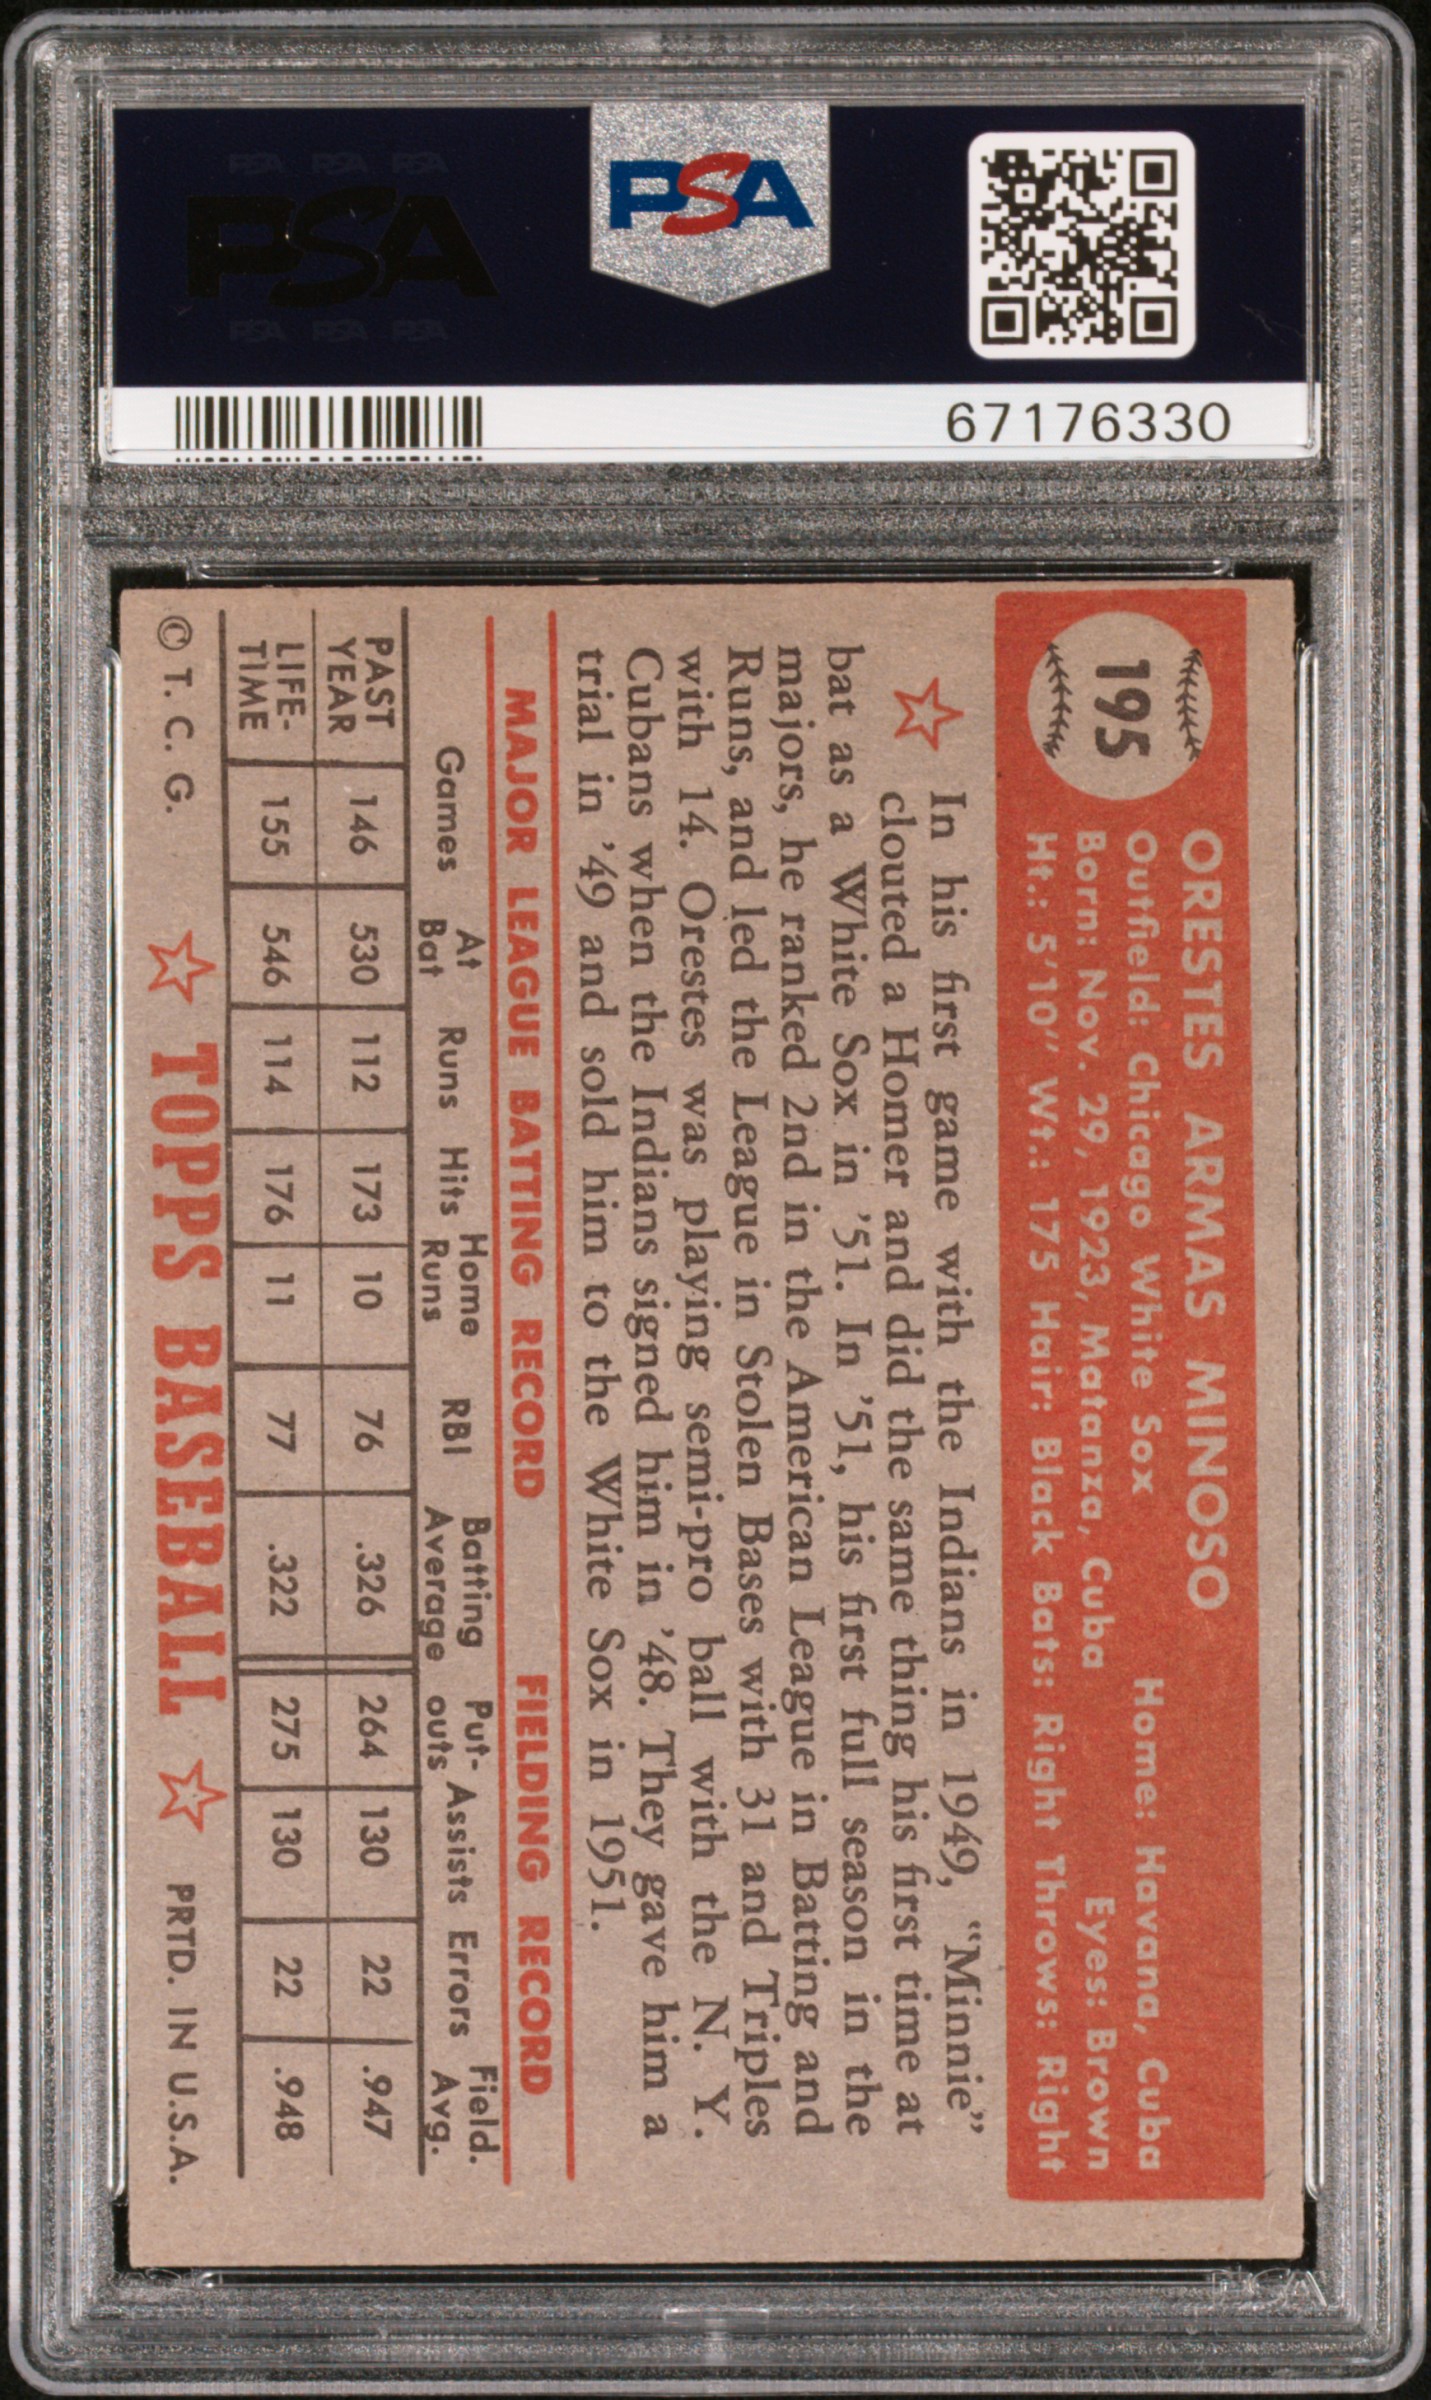 PSA PSA PSA
PSA
PSA PSA PSA
PSA
67176330
195
ORESTES ARMAS MINOSO
Outfield: Chicago White Sox Home: Havana, Cuba
Born: Nov. 29, 1923, Matanza, Cuba Eyes: Brown
Ht.: 5'10" Wt.: 175 Hair: Black Bats: Right Throws: Right
In his first game with the Indians in 1949, "Minnie"
clouted a Homer and did the same thing his first time at
bat as a White Sox in '51. In '51, his first full season in the
majors, he ranked 2nd in the American League in Batting and
Runs, and led the League in Stolen Bases with 31 and Triples
with 14. Orestes was playing semi-pro ball with the N. Y.
Cubans when the Indians signed him in '48. They gave him a
trial in '49 and sold him to the White Sox in 1951.
MAJOR LEAGUE BATTING RECORD FIELDING RECORD
Games At Bat Runs Hits Home Runs RBI Batting Average Put-outs Assists Errors Field. Avg.
PAST YEAR 146 530 112 173 10 76 .326 264 130 22 .947
LIFE-TIME 155 546 114 176 11 77 .322 275 130 22 .948
© T. C. G. TOPPS BASEBALL PRTD. IN U.S.A.
PSA